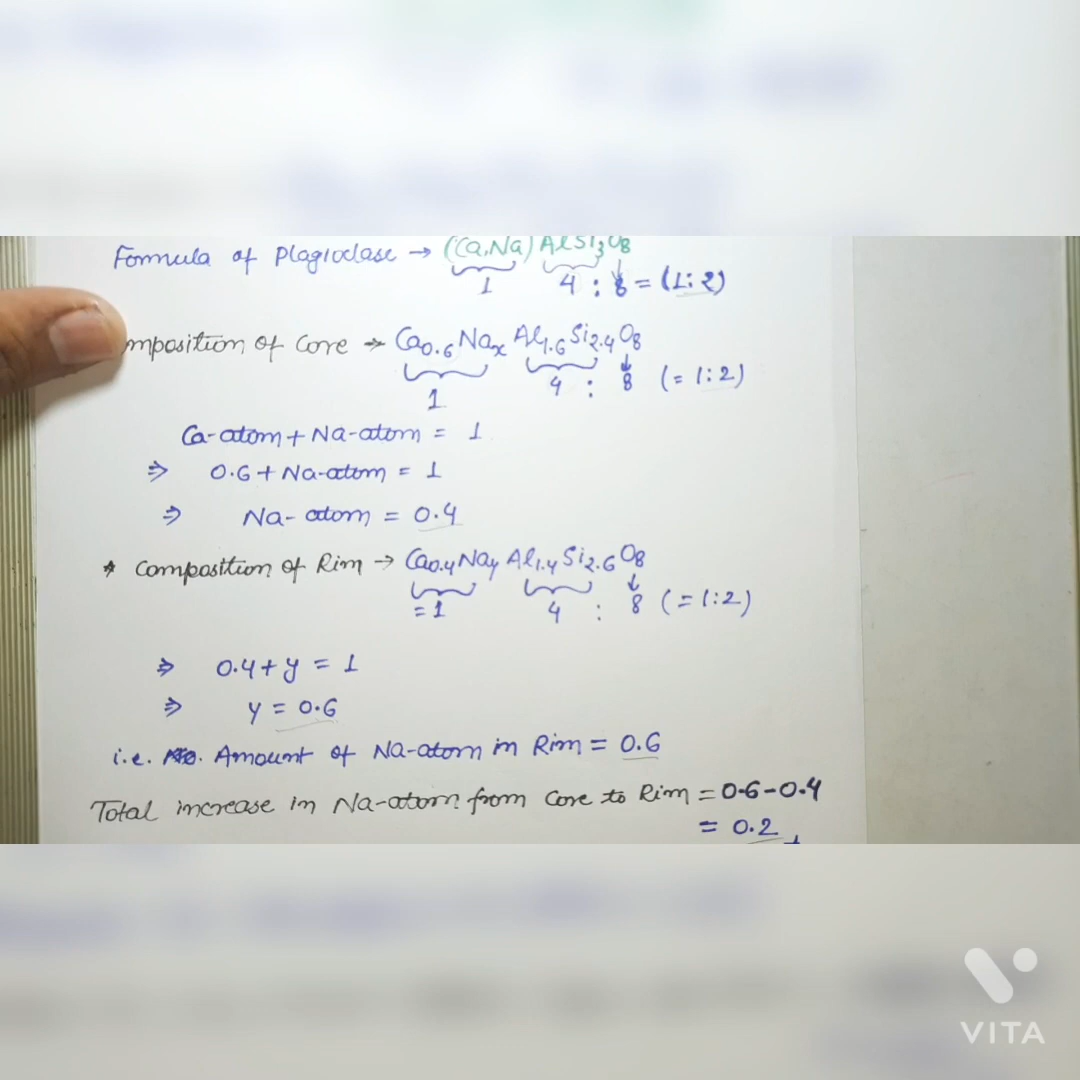 Formula of Plagioclase → (Ca,Na) AlSi₃O₈
1 4 : 8 = (1:2)
mposition of Core → Ca₀.₆ Naₓ Al₁.₆ Si₂.₄ O₈
1 4 : 8 (= 1:2)
Ca-atom + Na-atom = 1
⇒ 0.6 + Na-atom = 1
⇒ Na-atom = 0.4
* Composition of Rim → Ca₀.₄ Naᵧ Al₁.₄ Si₂.₆ O₈
= 1 4 : 8 (= 1:2)
⇒ 0.4 + y = 1
⇒ y = 0.6
i.e. Amount of Na-atom in Rim = 0.6
Total increase in Na-atom from Core to Rim = 0.6 - 0.4
= 0.2
VITA